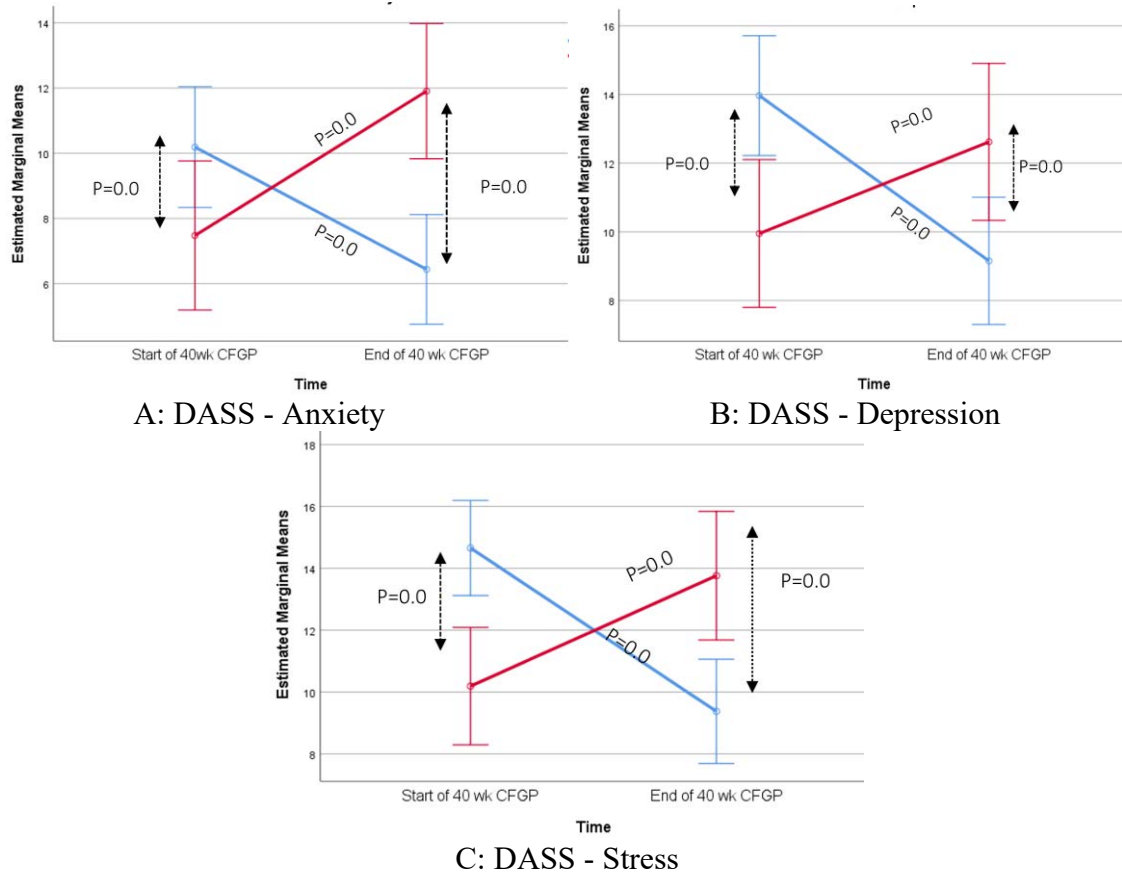 14
12
10
8
6
Estimated Marginal Means
P=0.0
P=0.0
P=0.0
P=0.0
Start of 40wk CFGP
End of 40 wk CFGP
Time
A: DASS - Anxiety
16
14
12
10
8
Estimated Marginal Means
P=0.0
P=0.0
P=0.0
P=0.0
Start of 40 wk CFGP
End of 40 wk CFGP
Time
B: DASS - Depression
18
16
14
12
10
8
Estimated Marginal Means
P=0.0
P=0.0
P=0.0
P=0.0
Start of 40 wk CFGP
End of 40 wk CFGP
Time
C: DASS - Stress